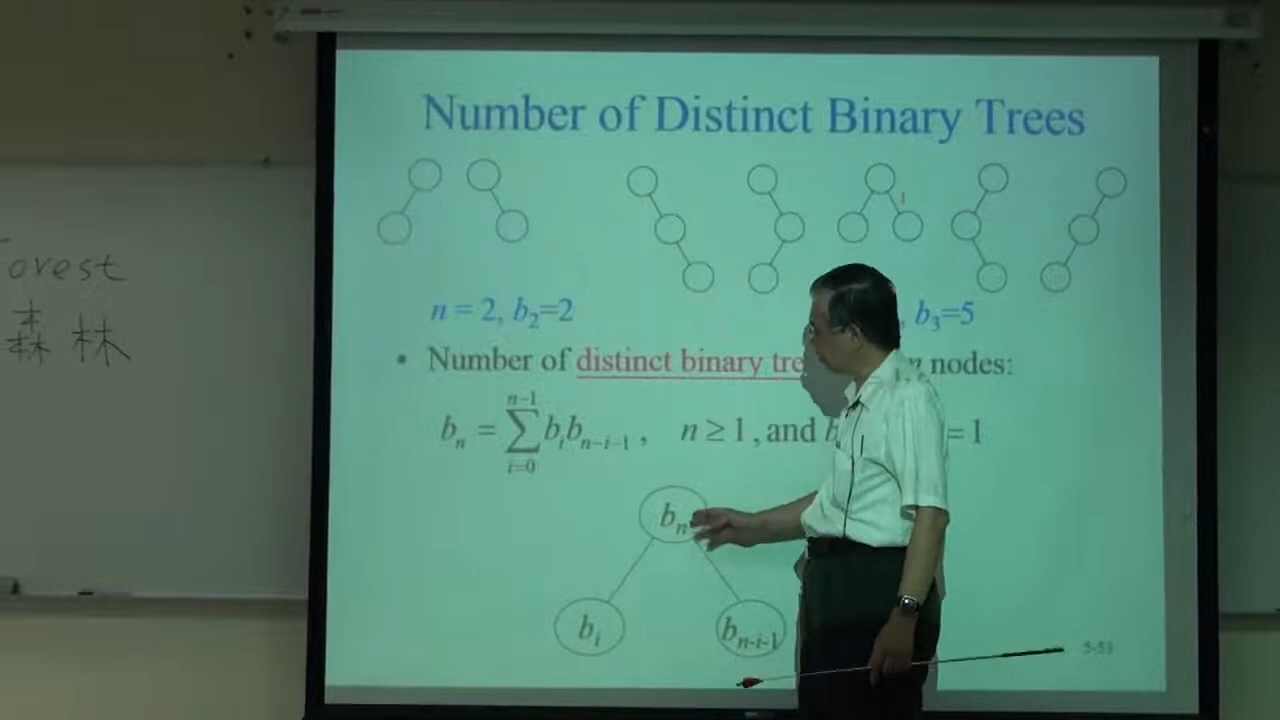 orest
森林
Number of Distinct Binary Trees
n = 2, b₂=2
, b₃=5
• Number of distinct binary tre n nodes:
n-1
bₙ = ∑ bᵢbₙ₋ᵢ₋₁ , n ≥ 1 , and b = 1
i=0
bₙ
bᵢ bₙ₋ᵢ₋₁
5-53